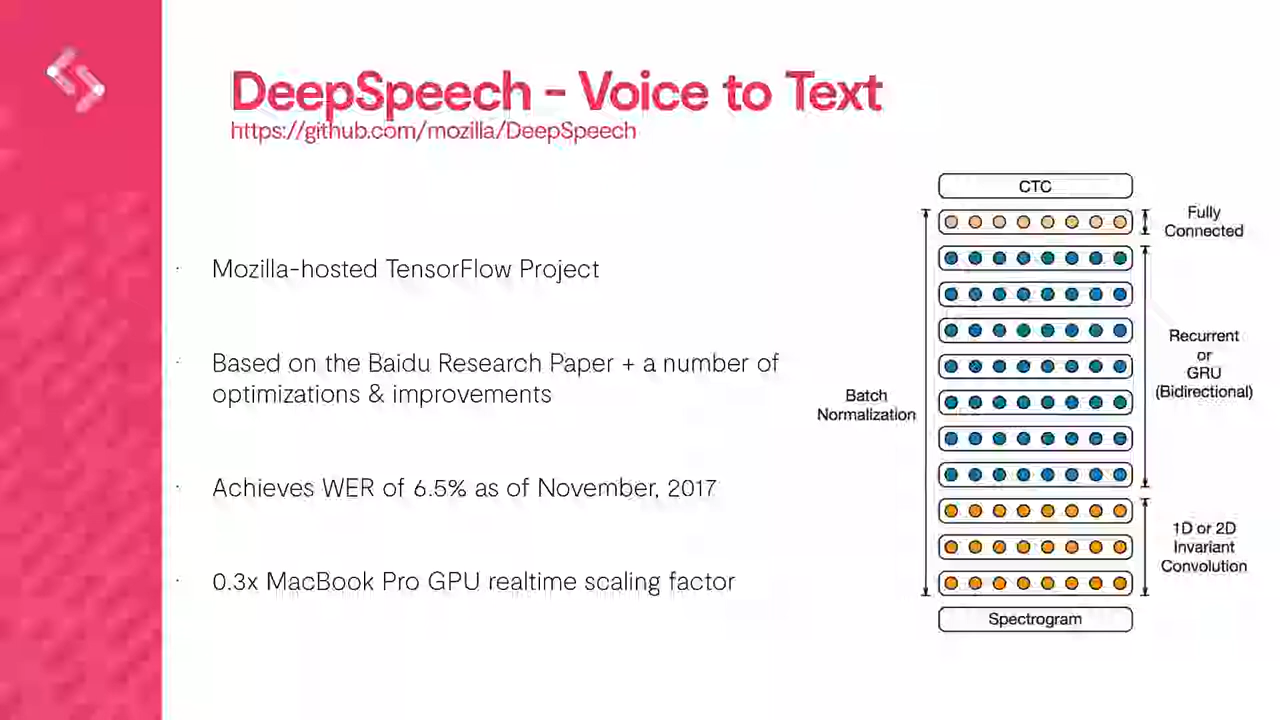 DeepSpeech - Voice to Text
https://github.com/mozilla/DeepSpeech
· Mozilla-hosted TensorFlow Project
· Based on the Baidu Research Paper + a number of
optimizations & improvements
· Achieves WER of 6.5% as of November, 2017
· 0.3x MacBook Pro GPU realtime scaling factor
CTC
Fully
Connected
Recurrent
or
GRU
(Bidirectional)
Batch
Normalization
1D or 2D
Invariant
Convolution
Spectrogram